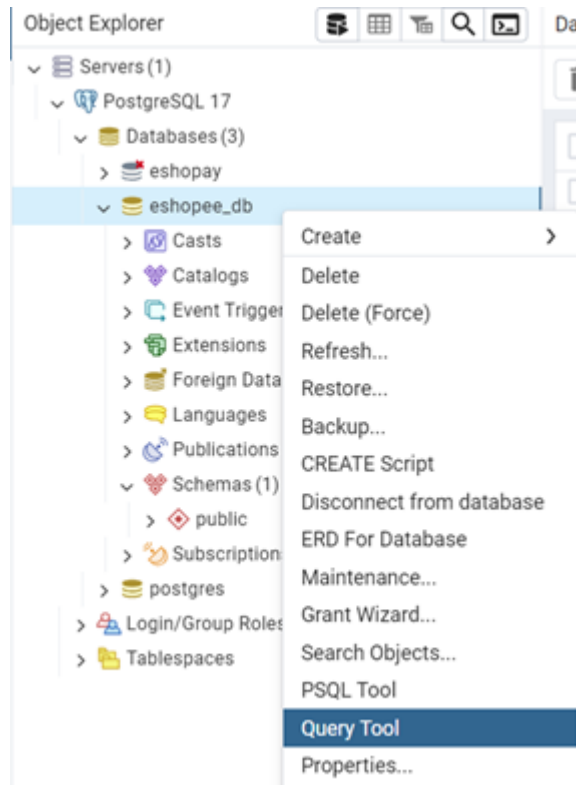 Object Explorer
Da
Servers (1)
PostgreSQL 17
Databases (3)
eshopay
eshopee_db
Casts
Catalogs
Event Trigger
Extensions
Foreign Data
Languages
Publications
Schemas (1)
public
Subscription
postgres
Login/Group Roles
Tablespaces
Create
Delete
Delete (Force)
Refresh...
Restore...
Backup...
CREATE Script
Disconnect from database
ERD For Database
Maintenance...
Grant Wizard...
Search Objects...
PSQL Tool
Query Tool
Properties...